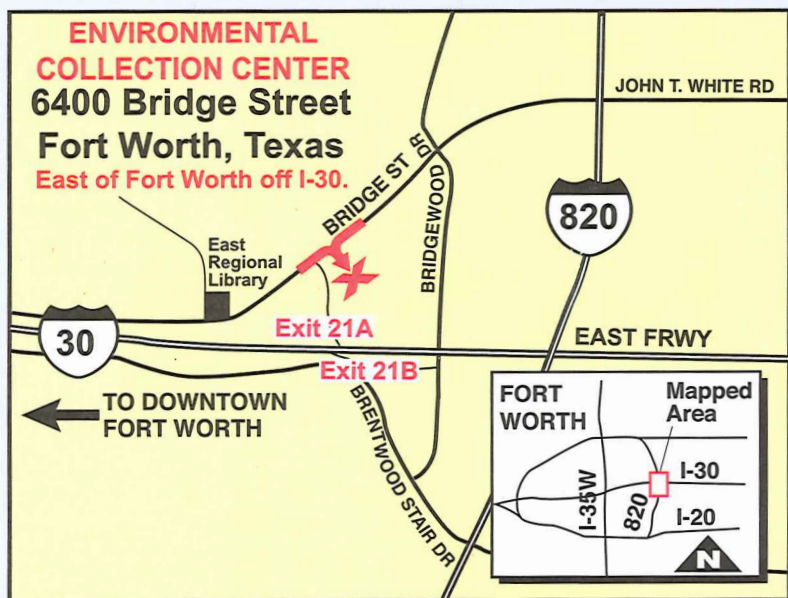 ENVIRONMENTAL
COLLECTION CENTER
6400 Bridge Street
Fort Worth, Texas
East of Fort Worth off I-30.
JOHN T. WHITE RD
BRIDGE ST
DR
BRIDGEWOOD
820
East
Regional
Library
X
Exit 21A
30
EAST FRWY
Exit 21B
TO DOWNTOWN
FORT WORTH
BRENTWOOD STAIR DR
FORT
WORTH
Mapped
Area
I-35W
820
I-30
I-20
N